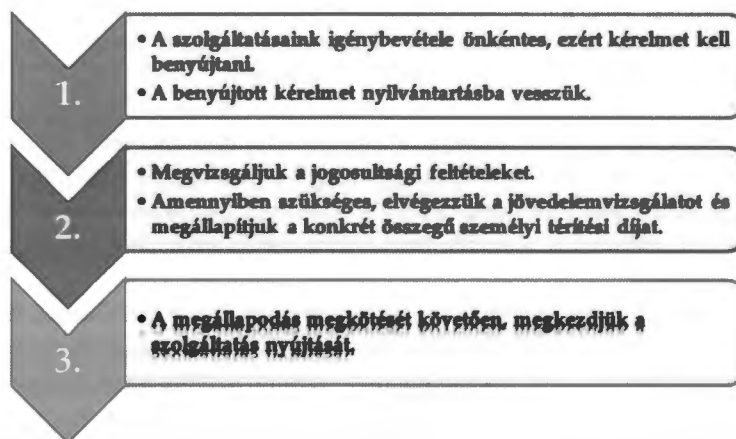 1.
• A szolgáltatásaink igénybevétele önkéntes, ezért kérelmet kell
benyújtani.
• A benyújtott kérelmet nyilvántartásba vesszük.
2.
• Megvizsgáljuk a jogosultsági feltételeket.
• Amennyiben szükséges, elvégezzük a jövedelemvizsgálatot és
megállapítjuk a konkrét összegű személyi térítési díjat.
3.
• A megállapodás megkötését követően, megkezdjük a
szolgáltatás nyújtását.